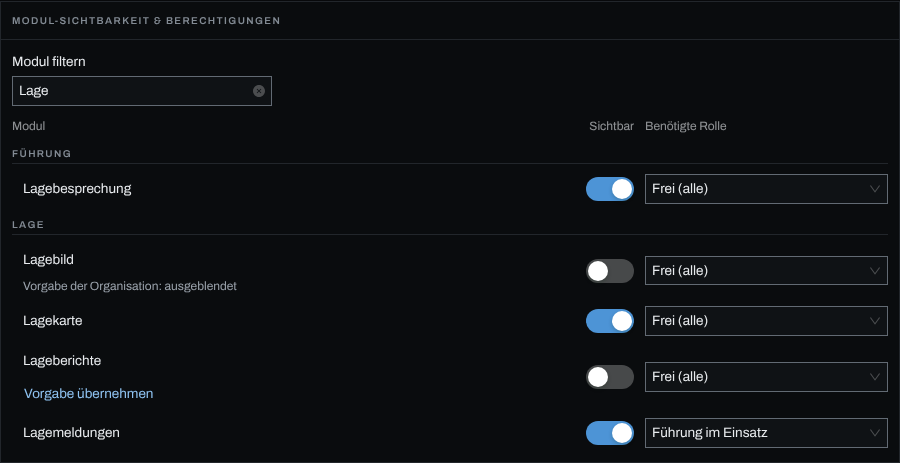 MODUL-SICHTBARKEIT & BERECHTIGUNGEN
Modul filtern
Lage
Modul Sichtbar Benötigte Rolle
FÜHRUNG
Lagebesprechung Frei (alle)
LAGE
Lagebild Frei (alle)
Vorgabe der Organisation: ausgeblendet
Lagekarte Frei (alle)
Lageberichte Frei (alle)
Vorgabe übernehmen
Lagemeldungen Führung im Einsatz